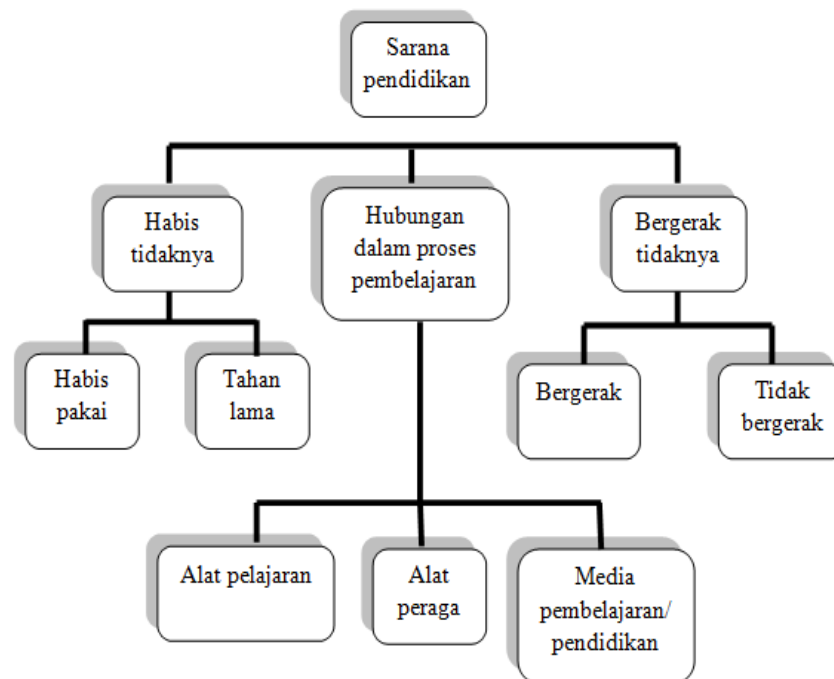 Sarana
pendidikan
Habis
tidaknya
Hubungan
dalam proses
pembelajaran
Bergerak
tidaknya
Habis
pakai
Tahan
lama
Bergerak
Tidak
bergerak
Alat pelajaran
Alat
peraga
Media
pembelajaran/
pendidikan